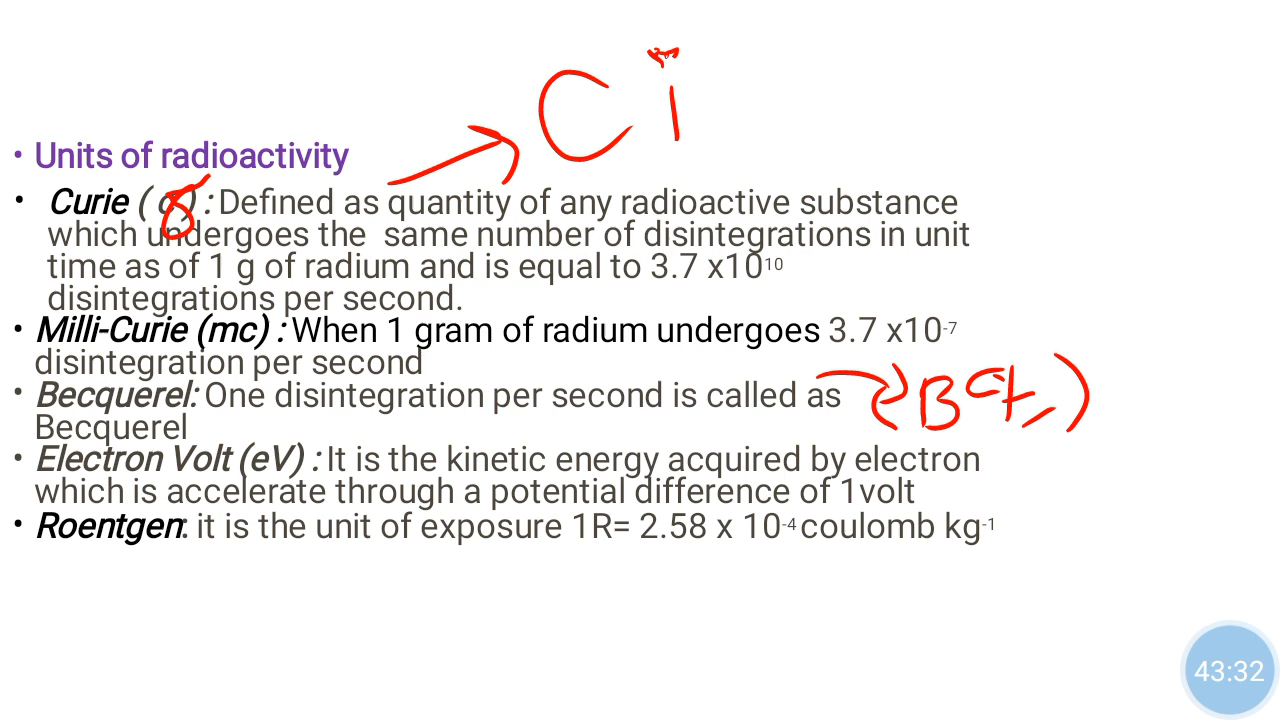 Ci
• Units of radioactivity
• Curie ( c) : Defined as quantity of any radioactive substance
which undergoes the same number of disintegrations in unit
time as of 1 g of radium and is equal to 3.7 x10¹⁰
disintegrations per second.
• Milli-Curie (mc) : When 1 gram of radium undergoes 3.7 x10⁻⁷
disintegration per second
• Becquerel: One disintegration per second is called as
Becquerel
• Electron Volt (eV) : It is the kinetic energy acquired by electron
which is accelerate through a potential difference of 1volt
• Roentgen: it is the unit of exposure 1R= 2.58 x 10⁻⁴ coulomb kg⁻¹
43:32